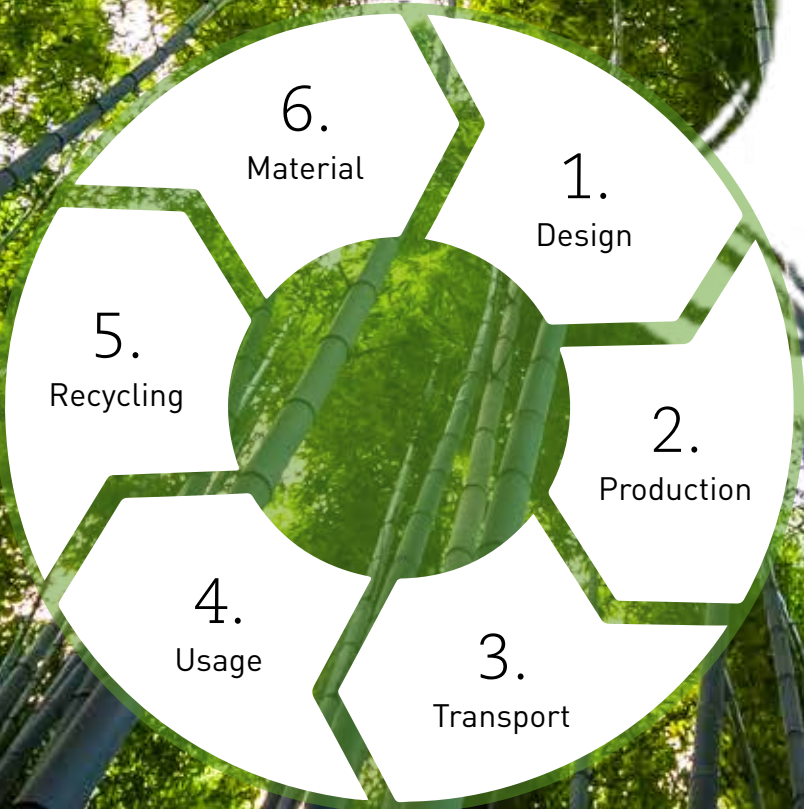 1.
Design
2.
Production
3.
Transport
4.
Usage
5.
Recycling
6.
Material